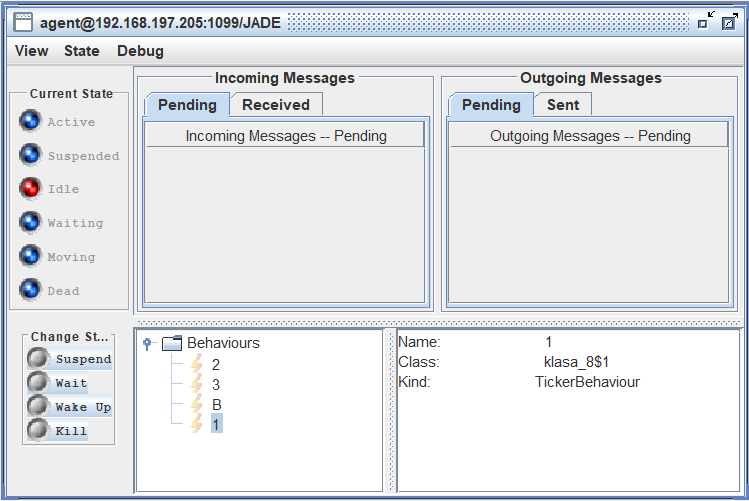 agent@192.168.197.205:1099/JADE
View State Debug
Current State
Active
Suspended
Idle
Waiting
Moving
Dead
Incoming Messages
Pending Received
Incoming Messages -- Pending
Outgoing Messages
Pending Sent
Outgoing Messages -- Pending
Change St...
Suspend
Wait
Wake Up
Kill
Behaviours
2
3
B
1
Name: 1
Class: klasa_8$1
Kind: TickerBehaviour